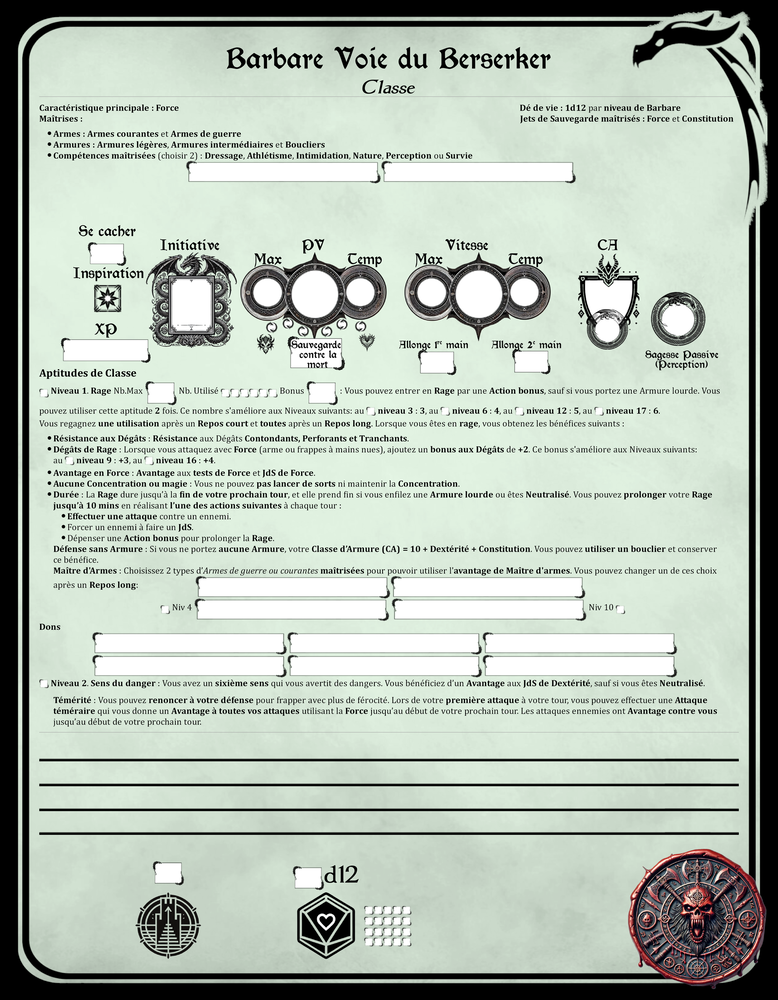 Barbare Voie du Berserker
Classe
Caractéristique principale : Force
Dé de vie : 1d12 par niveau de Barbare
Maîtrises :
Jets de Sauvegarde maîtrisés : Force et Constitution
• Armes : Armes courantes et Armes de guerre
• Armures : Armures légères, Armures intermédiaires et Boucliers
• Compétences maîtrisées (choisir 2) : Dressage, Athlétisme, Intimidation, Nature, Perception ou Survie
Se cacher
Initiative
PV
Vitesse
CA
Max
Temp
Max
Temp
Inspiration
XP
Sauvegarde
contre la
mort
Allonge 1re main
Allonge 2e main
Sagesse Passive
(Perception)
Aptitudes de Classe
Niveau 1. Rage Nb.Max Nb. Utilisé Bonus : Vous pouvez entrer en Rage par une Action bonus, sauf si vous portez une Armure lourde. Vous
pouvez utiliser cette aptitude 2 fois. Ce nombre s'améliore aux Niveaux suivants: au niveau 3 : 3, au niveau 6 : 4, au niveau 12 : 5, au niveau 17 : 6.
Vous regagnez une utilisation après un Repos court et toutes après un Repos long. Lorsque vous êtes en rage, vous obtenez les bénéfices suivants :
• Résistance aux Dégâts : Résistance aux Dégâts Contondants, Perforants et Tranchants.
• Dégâts de Rage : Lorsque vous attaquez avec Force (arme ou frappes à mains nues), ajoutez un bonus aux Dégâts de +2. Ce bonus s'améliore aux Niveaux suivants:
au niveau 9 : +3, au niveau 16 : +4.
• Avantage en Force : Avantage aux tests de Force et JdS de Force.
• Aucune Concentration ou magie : Vous ne pouvez pas lancer de sorts ni maintenir la Concentration.
• Durée : La Rage dure jusqu'à la fin de votre prochain tour, et elle prend fin si vous enfilez une Armure lourde ou êtes Neutralisé. Vous pouvez prolonger votre Rage
jusqu'à 10 mins en réalisant l'une des actions suivantes à chaque tour :
• Effectuer une attaque contre un ennemi.
• Forcer un ennemi à faire un JdS.
• Dépenser une Action bonus pour prolonger la Rage.
Défense sans Armure : Si vous ne portez aucune Armure, votre Classe d'Armure (CA) = 10 + Dextérité + Constitution. Vous pouvez utiliser un bouclier et conserver
ce bénéfice.
Maître d'Armes : Choisissez 2 types d'Armes de guerre ou courantes maîtrisées pour pouvoir utiliser l'avantage de Maître d'armes. Vous pouvez changer un de ces choix
après un Repos long:
Niv 4
Niv 10
Dons
Niveau 2. Sens du danger : Vous avez un sixième sens qui vous avertit des dangers. Vous bénéficiez d'un Avantage aux JdS de Dextérité, sauf si vous êtes Neutralisé.
Témérité : Vous pouvez renoncer à votre défense pour frapper avec plus de férocité. Lors de votre première attaque à votre tour, vous pouvez effectuer une Attaque
téméraire qui vous donne un Avantage à toutes vos attaques utilisant la Force jusqu'au début de votre prochain tour. Les attaques ennemies ont Avantage contre vous
jusqu'au début de votre prochain tour.
d12